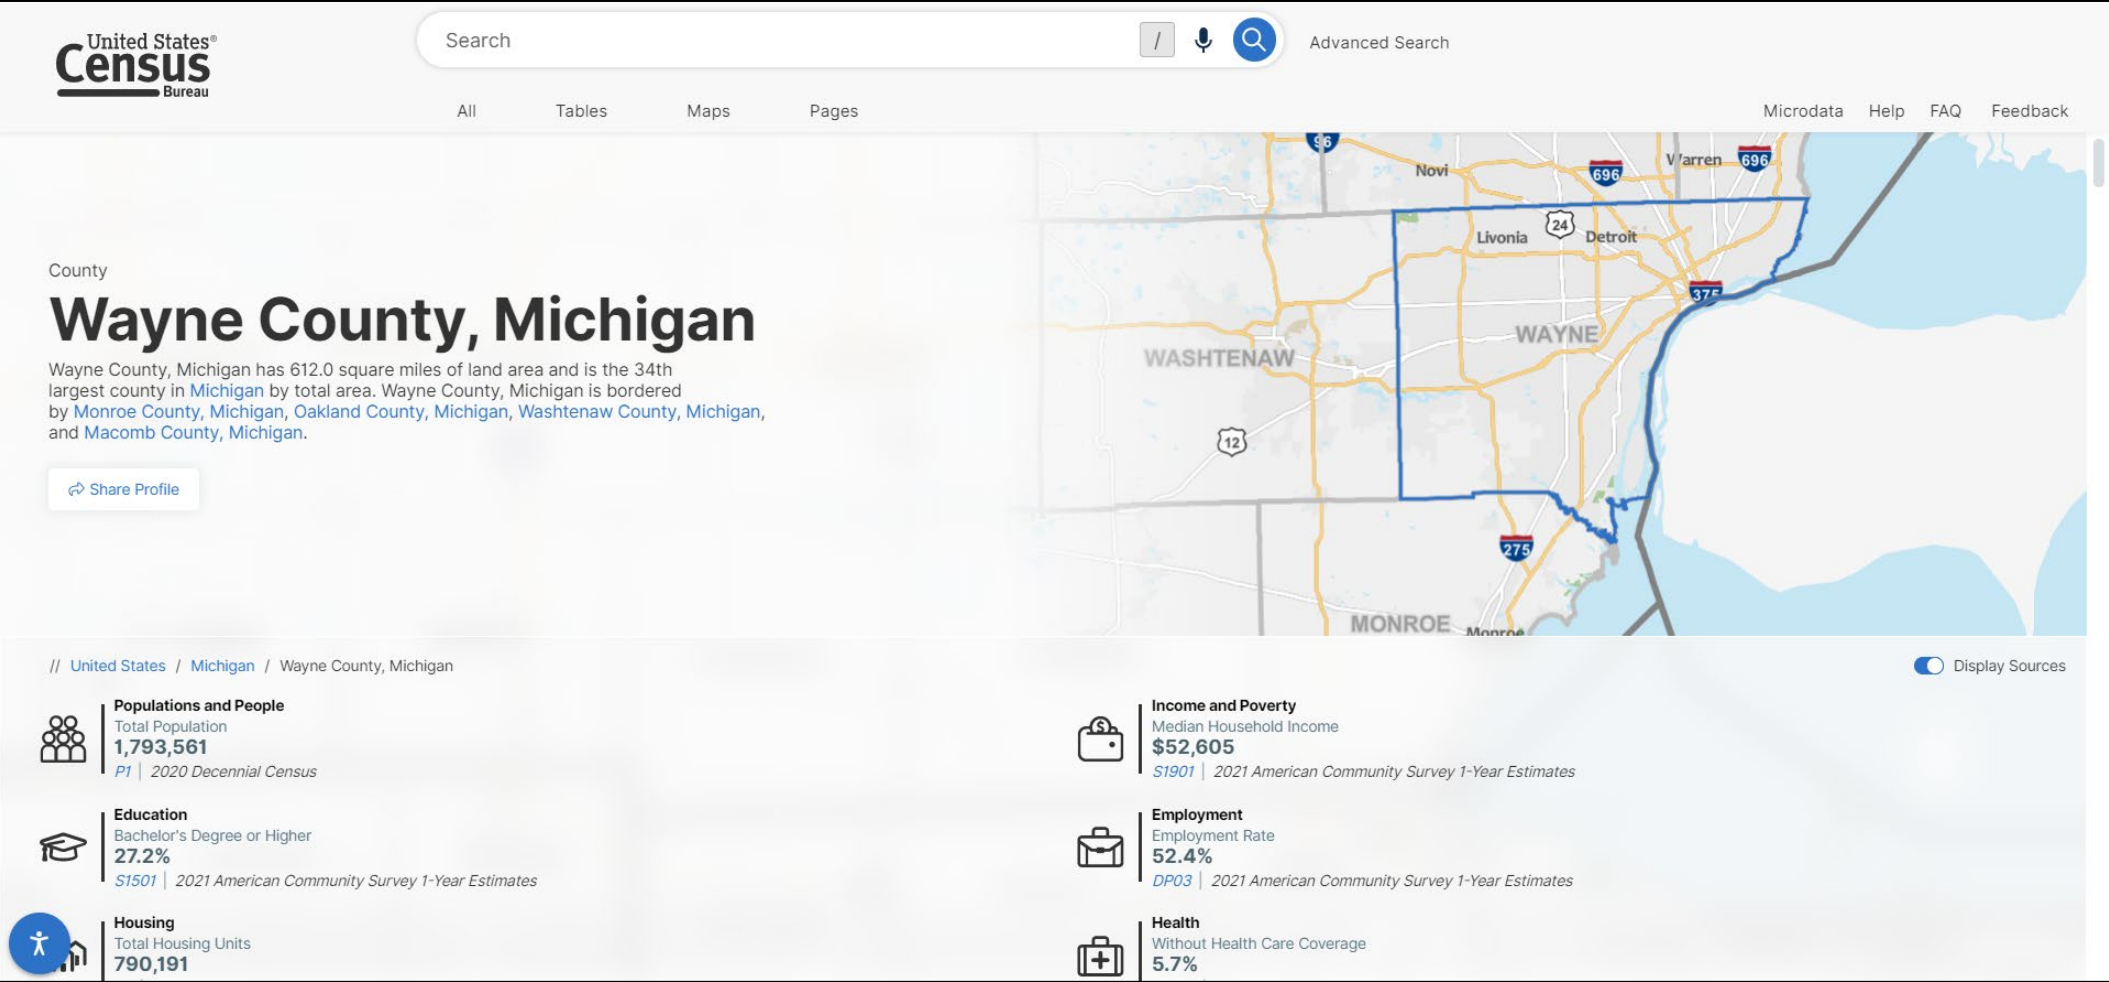 United States®
Census
Bureau
Search
/
Advanced Search
All
Tables
Maps
Pages
Microdata
Help
FAQ
Feedback
County
Wayne County, Michigan
Wayne County, Michigan has 612.0 square miles of land area and is the 34th
largest county in Michigan by total area. Wayne County, Michigan is bordered
by Monroe County, Michigan, Oakland County, Michigan, Washtenaw County, Michigan,
and Macomb County, Michigan.
Share Profile
96
Novi
696
Warren
696
24
Livonia
Detroit
375
WAYNE
WASHTENAW
12
275
MONROE
Monroe
// United States / Michigan / Wayne County, Michigan
Display Sources
Populations and People
Total Population
1,793,561
P1 | 2020 Decennial Census
Income and Poverty
Median Household Income
$52,605
S1901 | 2021 American Community Survey 1-Year Estimates
Education
Bachelor's Degree or Higher
27.2%
S1501 | 2021 American Community Survey 1-Year Estimates
Employment
Employment Rate
52.4%
DP03 | 2021 American Community Survey 1-Year Estimates
Housing
Total Housing Units
790,191
Health
Without Health Care Coverage
5.7%